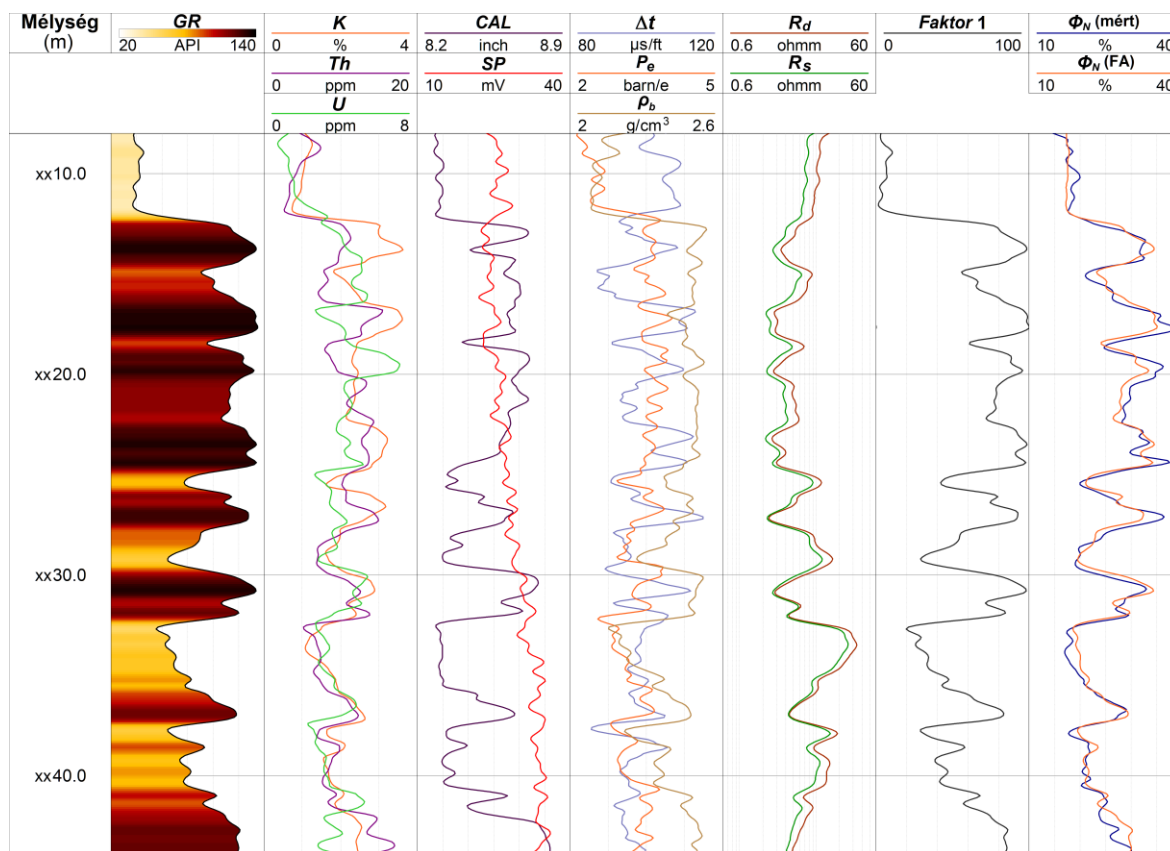 Mélység
(m)
GR
20 API 140
K
0 % 4
Th
0 ppm 20
U
0 ppm 8
CAL
8.2 inch 8.9
SP
10 mV 40
Δt
80 µs/ft 120
Pe
2 barn/e 5
ρb
2 g/cm³ 2.6
Rd
0.6 ohmm 60
Rs
0.6 ohmm 60
Faktor 1
0 100
ΦN (mért)
10 % 40
ΦN (FA)
10 % 40
xx10.0
xx20.0
xx30.0
xx40.0